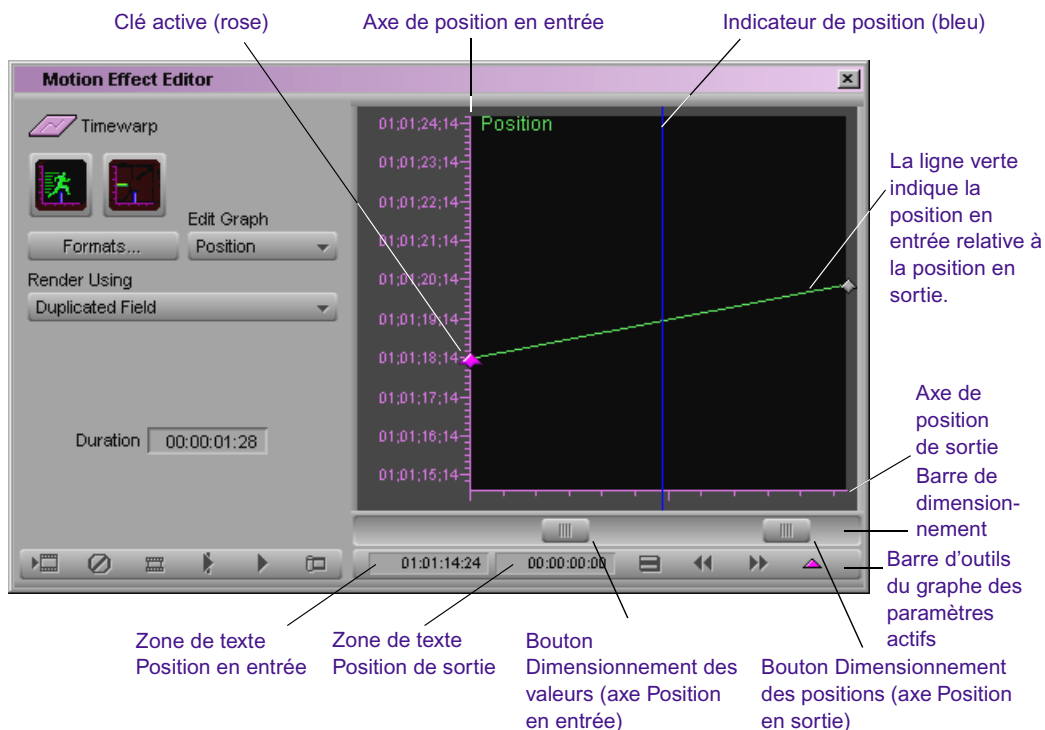 Clé active (rose)
Axe de position en entrée
Indicateur de position (bleu)
Motion Effect Editor
Timewarp
Edit Graph
Formats...
Position
Render Using
Duplicated Field
Duration
00:00:01:28
Position
01;01;24;14
01;01;23;14
01;01;22;14
01;01;21;14
01;01;20;14
01;01;19;14
01;01;18;14
01;01;17;14
01;01;16;14
01;01;15;14
01:01:14:24
00:00:00:00
La ligne verte
indique la
position en
entrée relative à
la position en
sortie.
Axe de
position
de sortie
Barre de
dimension-
nement
Barre d'outils
du graphe des
paramètres
actifs
Zone de texte
Position en entrée
Zone de texte
Position de sortie
Bouton
Dimensionnement des
valeurs (axe Position
en entrée)
Bouton Dimensionnement
des positions (axe Position
en sortie)